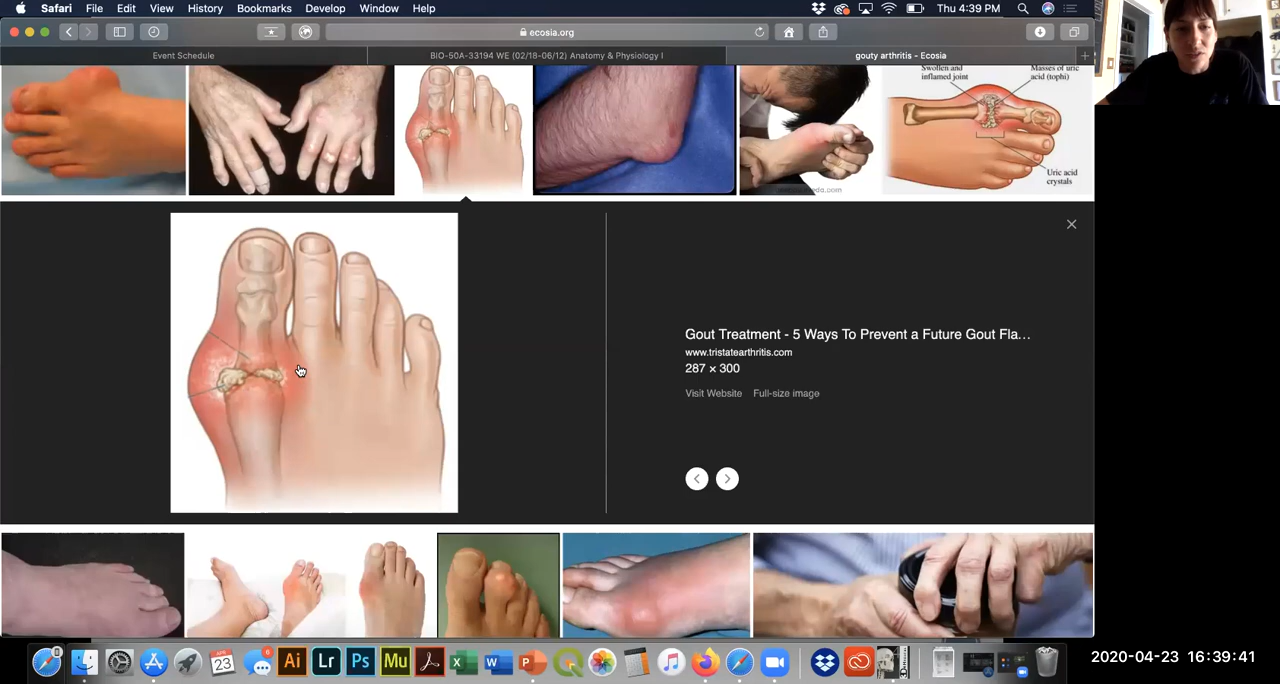 Safari File Edit View History Bookmarks Develop Window Help Thu 4:39 PM
ecosia.org
Event Schedule BIO-50A-33194 WE (02/18-06/12) Anatomy & Physiology I gouty arthritis - Ecosia
Swollen and
inflamed joint
Masses of uric
acid (tophi)
Uric acid
crystals
Gout Treatment - 5 Ways To Prevent a Future Gout Fla...
www.tristatearthritis.com
287 × 300
Visit Website Full-size image
APR
23
6
Ai Lr Ps Mu X W P
2020-04-23 16:39:41